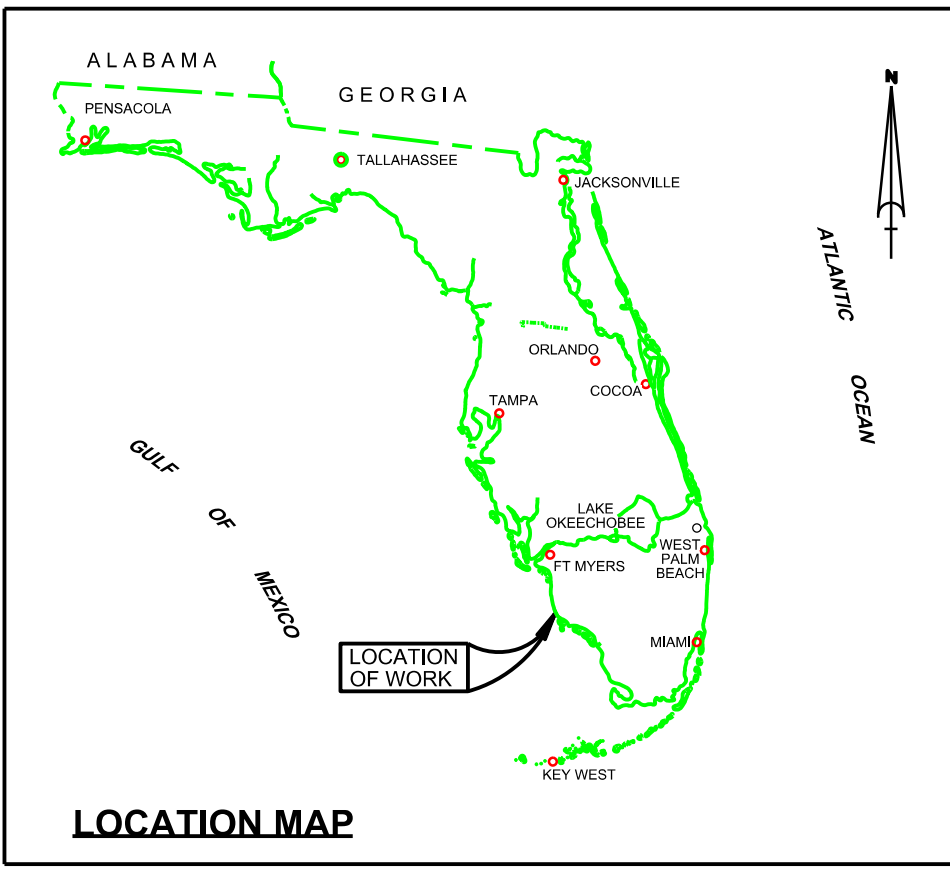 ALABAMA
GEORGIA
N
PENSACOLA
TALLAHASSEE
JACKSONVILLE
ATLANTIC
OCEAN
ORLANDO
COCOA
TAMPA
GULF
OF
MEXICO
LAKE
OKEECHOBEE
WEST
PALM
BEACH
FT MYERS
MIAMI
LOCATION
OF WORK
KEY WEST
LOCATION MAP